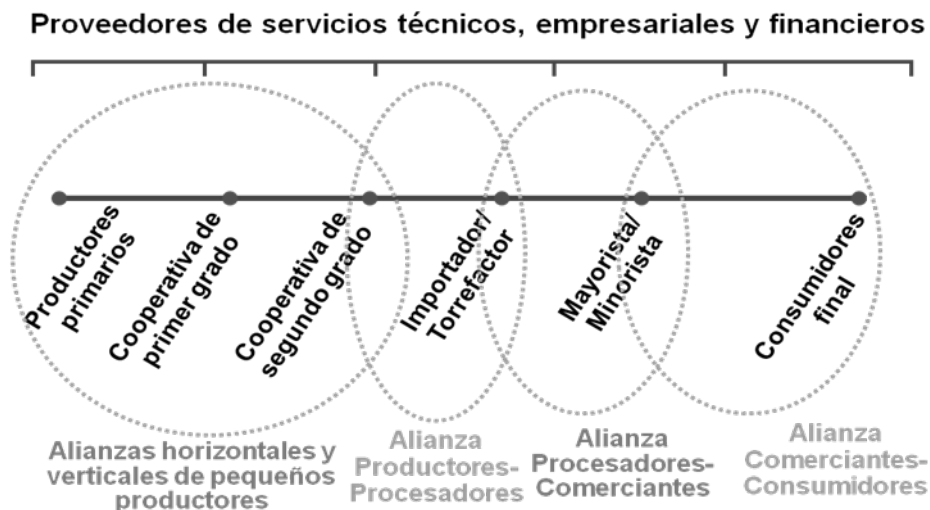 Proveedores de servicios técnicos, empresariales y financieros
Productores
primarios
Cooperativa de
primer grado
Cooperativa de
segundo grado
Importador/
Torrefactor
Mayorista/
Minorista
Consumidores
final
Alianzas horizontales y
verticales de pequeños
productores
Alianza
Productores-
Procesadores
Alianza
Procesadores-
Comerciantes
Alianza
Comerciantes-
Consumidores